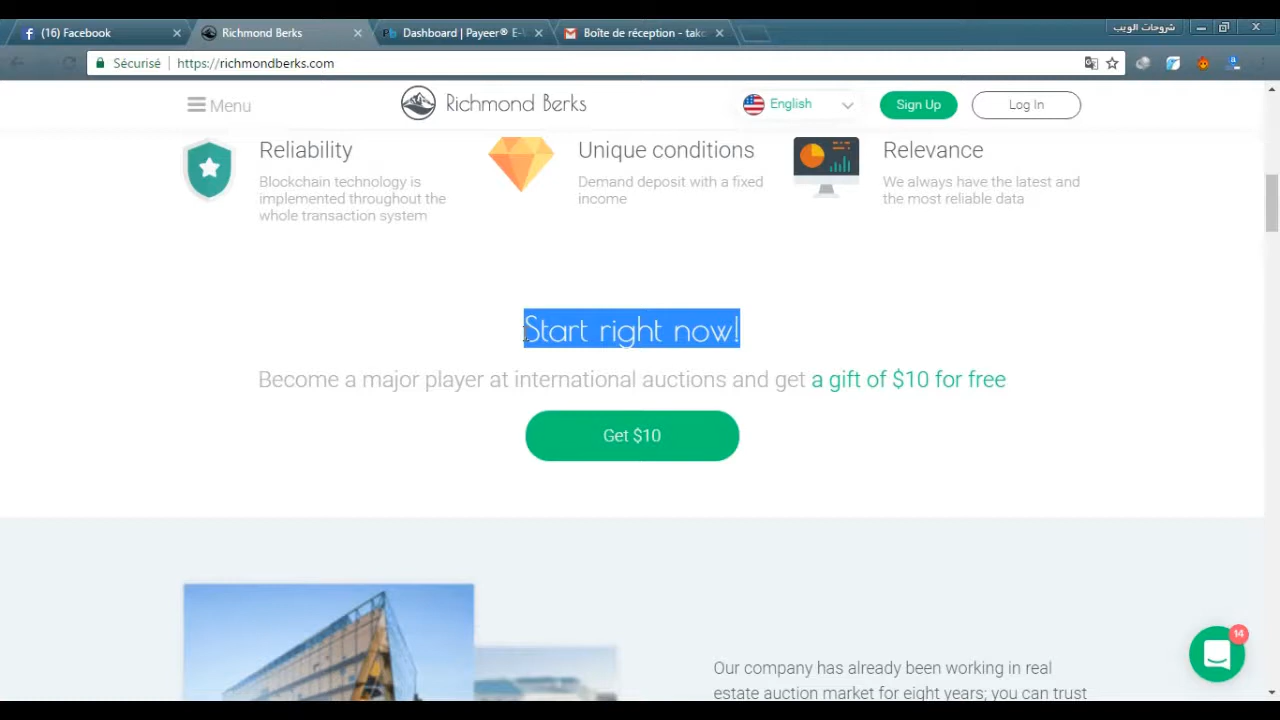 (16) Facebook
Richmond Berks
Dashboard | Payeer® E-
Boîte de réception - tako
شروحات الويب
Sécurisé
https://richmondberks.com
Menu
Richmond Berks
English
Sign Up
Log In
Reliability
Blockchain technology is
implemented throughout the
whole transaction system
Unique conditions
Demand deposit with a fixed
income
Relevance
We always have the latest and
the most reliable data
Start right now!
Become a major player at international auctions and get a gift of $10 for free
Get $10
14
Our company has already been working in real
estate auction market for eight years; you can trust